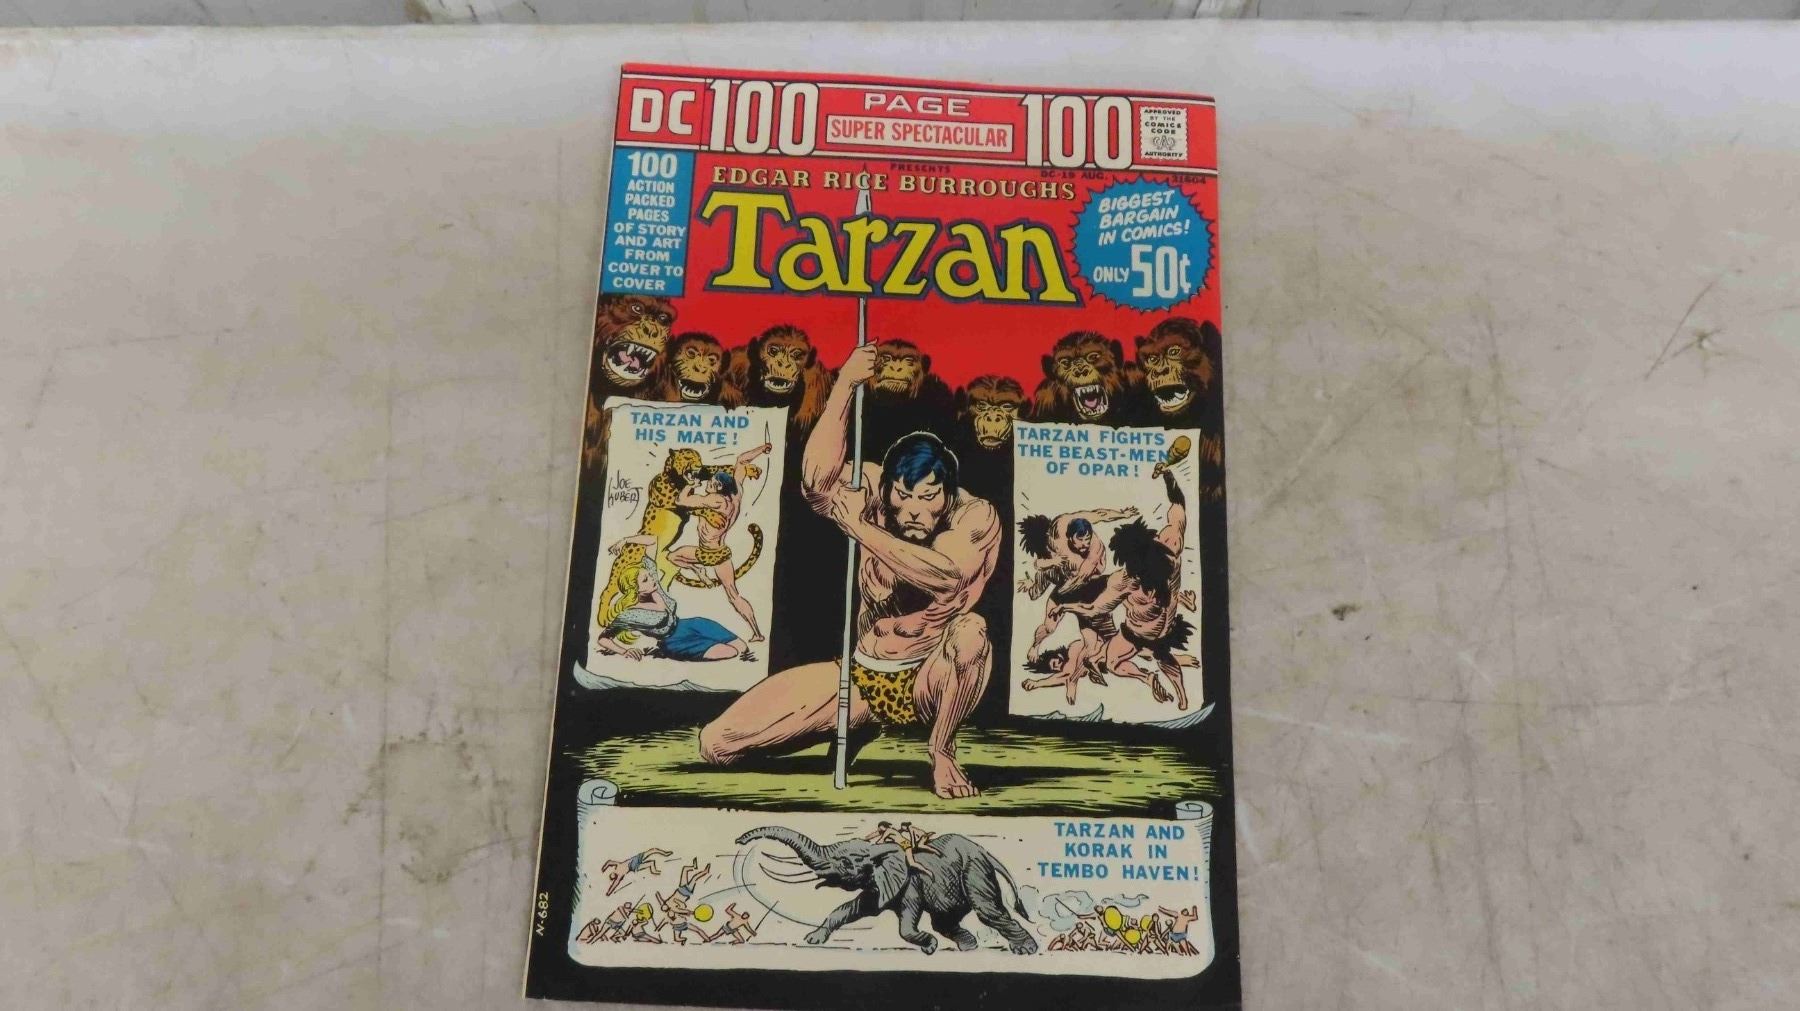 DC 100 PAGE 100
SUPER SPECTACULAR
APPROVED
BY THE
COMICS
CODE
AUTHORITY
PRESENTS
DC-19 AUG.
31604
100
ACTION
PACKED
PAGES
OF STORY
AND ART
FROM
COVER TO
COVER
EDGAR RICE BURROUGHS
Tarzan
BIGGEST
BARGAIN
IN COMICS!
ONLY 50¢
TARZAN AND
HIS MATE!
JOE
KUBERT
TARZAN FIGHTS
THE BEAST-MEN
OF OPAR!
TARZAN AND
KORAK IN
TEMBO HAVEN!
N-682